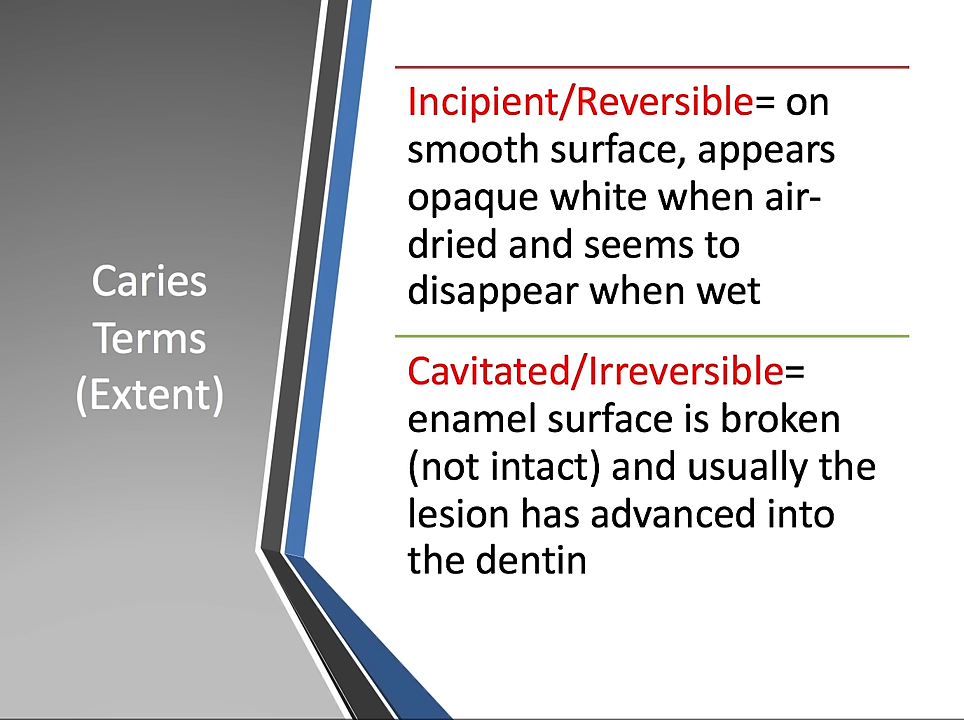 Caries
Terms
(Extent)
Incipient/Reversible= on
smooth surface, appears
opaque white when air-
dried and seems to
disappear when wet
Cavitated/Irreversible=
enamel surface is broken
(not intact) and usually the
lesion has advanced into
the dentin